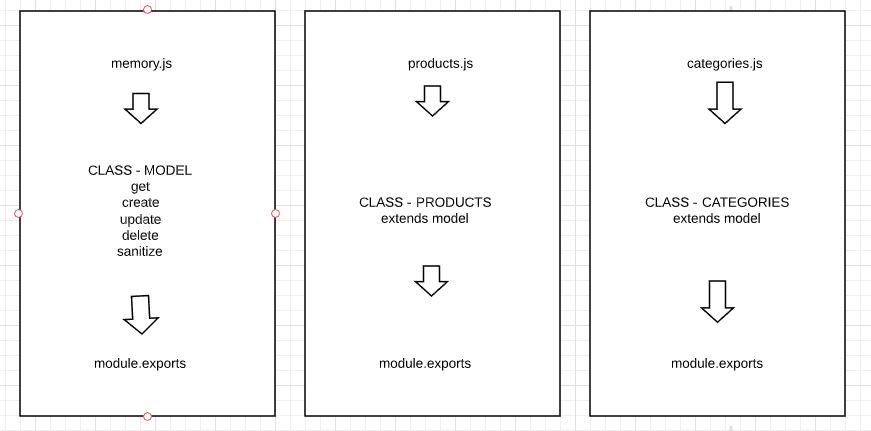 memory.js
CLASS - MODEL
get
create
update
delete
sanitize
module.exports
products.js
CLASS - PRODUCTS
extends model
module.exports
categories.js
CLASS - CATEGORIES
extends model
module.exports